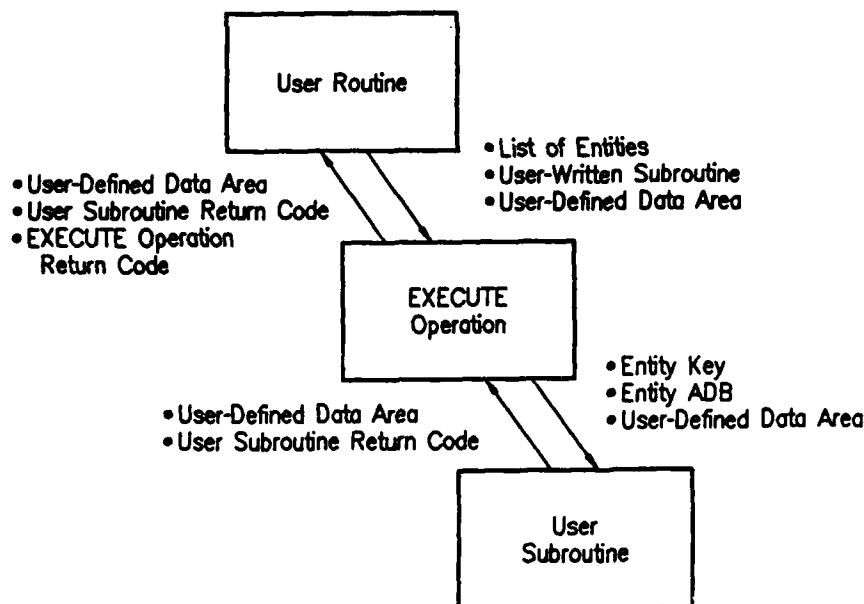 User Routine
• List of Entities
• User-Written Subroutine
• User-Defined Data Area
• User-Defined Data Area
• User Subroutine Return Code
• EXECUTE Operation
Return Code
EXECUTE
Operation
• Entity Key
• Entity ADB
• User-Defined Data Area
• User-Defined Data Area
• User Subroutine Return Code
User
Subroutine